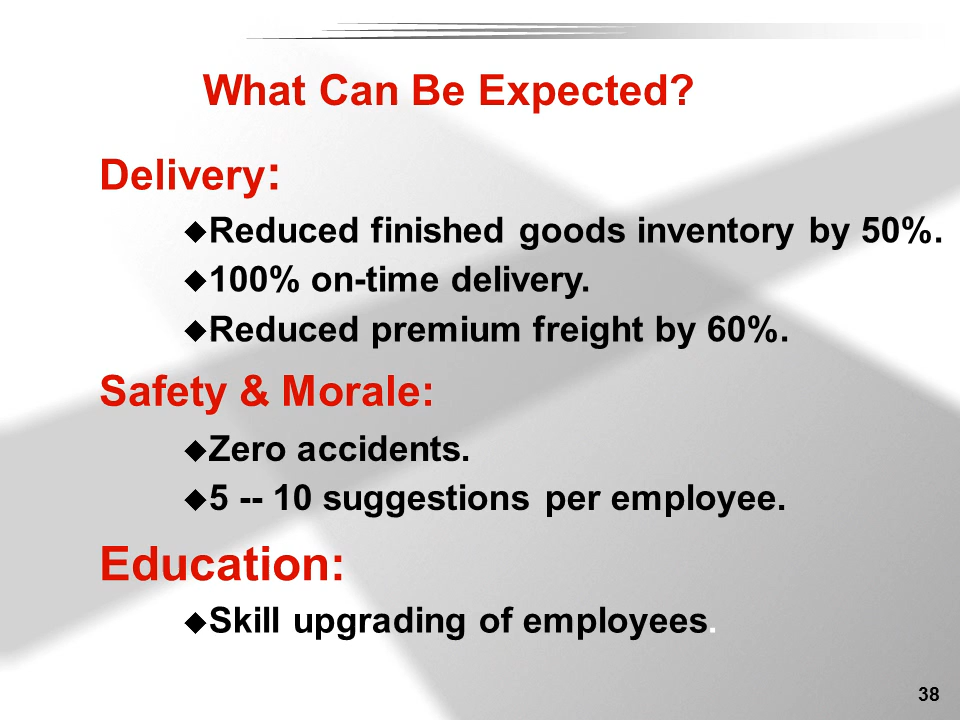 What Can Be Expected?
Delivery:
◆Reduced finished goods inventory by 50%.
◆100% on-time delivery.
◆Reduced premium freight by 60%.
Safety & Morale:
◆Zero accidents.
◆5 -- 10 suggestions per employee.
Education:
◆Skill upgrading of employees.
38